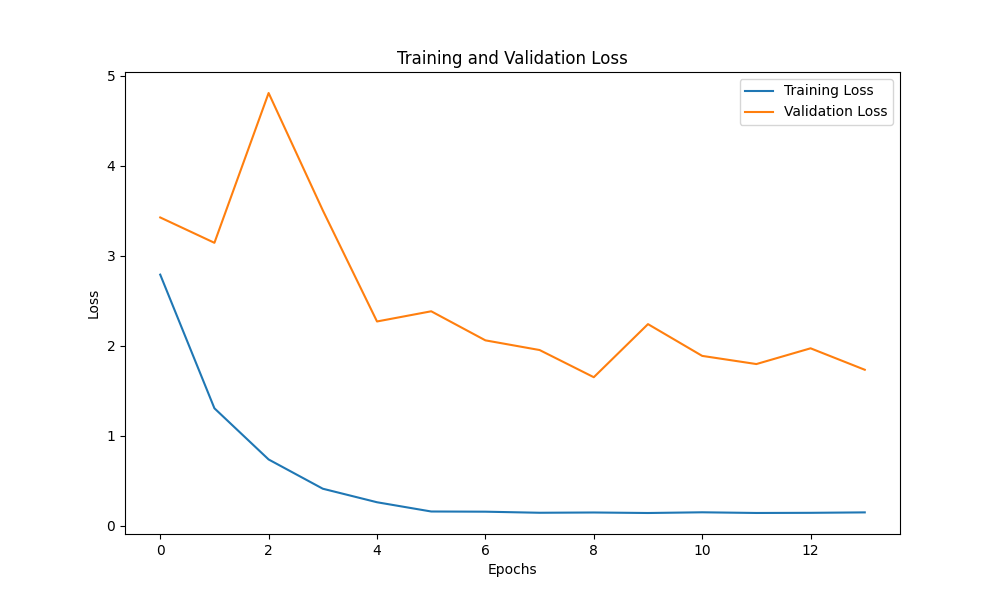 Training and Validation Loss
Training Loss
Validation Loss
5
4
3
2
1
0
Loss
0 2 4 6 8 10 12
Epochs